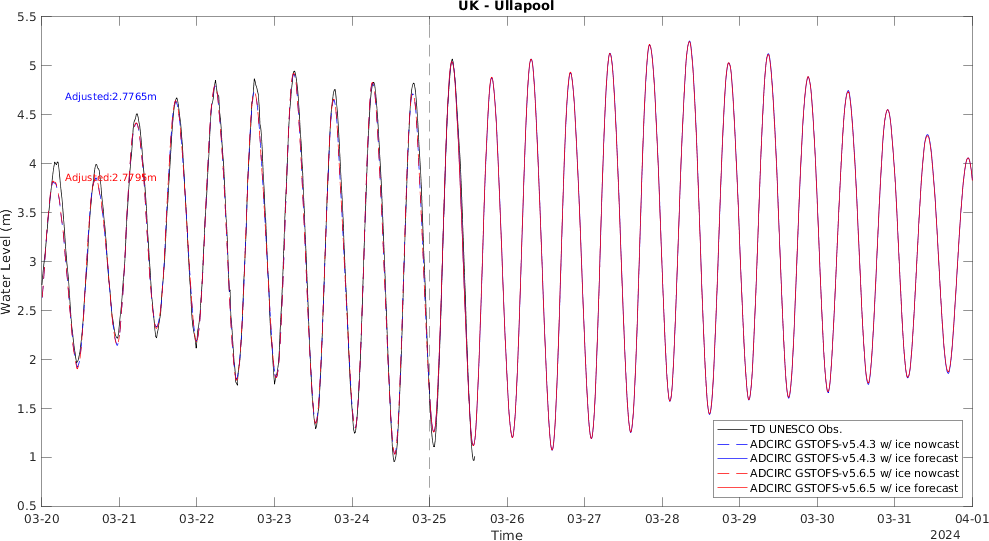 UK - Ullapool
5.5
5
4.5
4
3.5
3
2.5
2
1.5
1
0.5
Water Level (m)
Adjusted:2.7765m
Adjusted:2.7795m
TD UNESCO Obs.
ADCIRC GSTOFS-v5.4.3 w/ ice nowcast
ADCIRC GSTOFS-v5.4.3 w/ ice forecast
ADCIRC GSTOFS-v5.6.5 w/ ice nowcast
ADCIRC GSTOFS-v5.6.5 w/ ice forecast
03-20 03-21 03-22 03-23 03-24 03-25 03-26 03-27 03-28 03-29 03-30 03-31 04-01
Time
2024